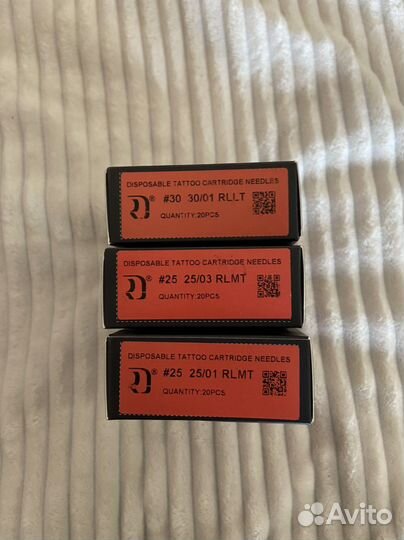 DISPOSABLE TATTOO CARTRIDGE NEEDLES
#30 30/01 RLLT
QUANTITY:20PCS
DISPOSABLE TATTOO CARTRIDGE NEEDLES
#25 25/03 RLMT
QUANTITY:20PCS
DISPOSABLE TATTOO CARTRIDGE NEEDLES
#25 25/01 RLMT
QUANTITY:20PCS
Avito